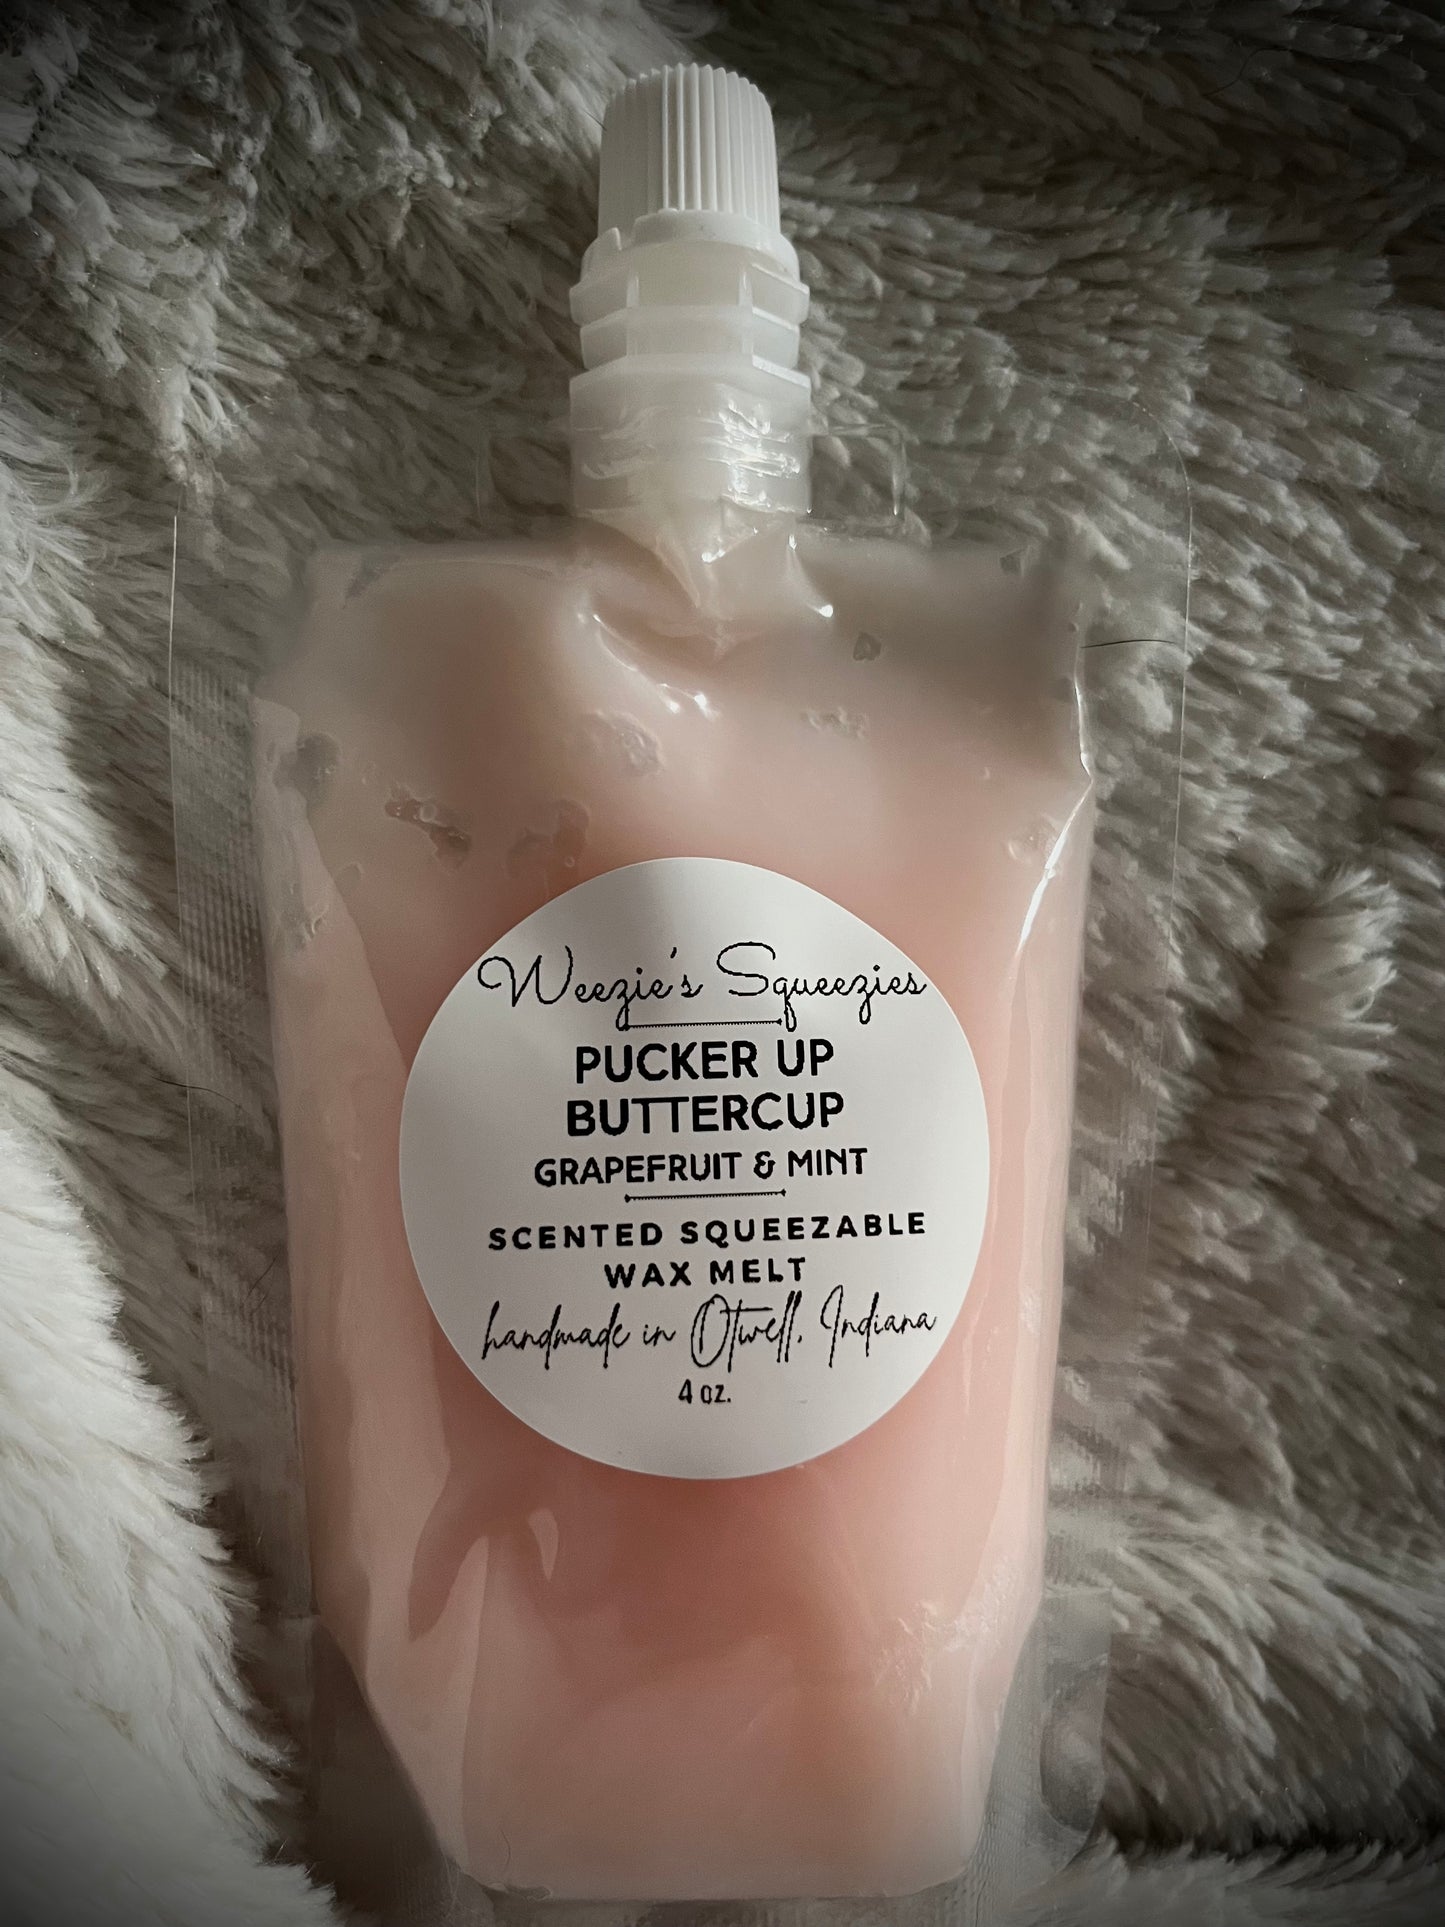 Weezie's Squeezies
PUCKER UP
BUTTERCUP
GRAPEFRUIT & MINT
SCENTED SQUEEZABLE
WAX MELT
handmade in Otwell, Indiana
4 oz.